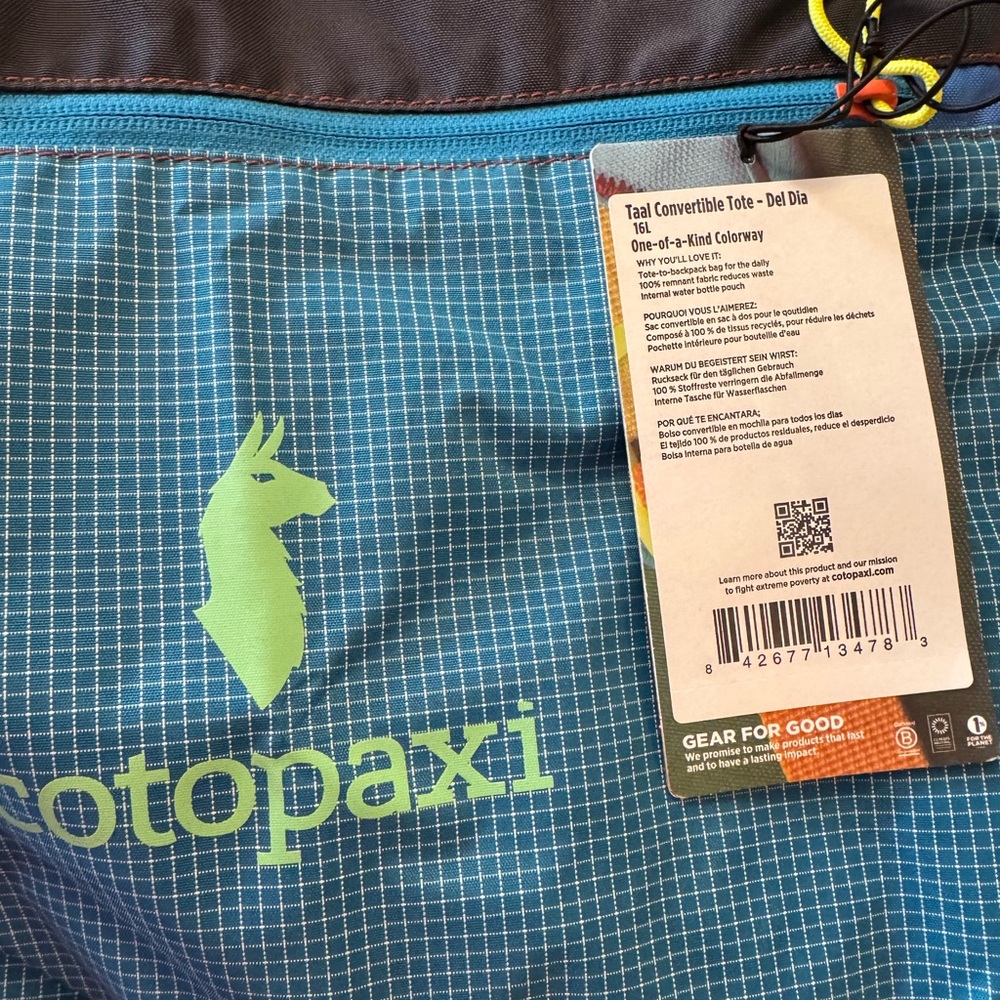 Taal Convertible Tote - Del Día
16L
One-of-a-Kind Colorway
WHY YOU'LL LOVE IT:
Tote-to-backpack bag for the daily
100% remnant fabric reduces waste
Internal water bottle pouch
POURQUOI VOUS L'AIMEREZ:
Sac convertible en sac à dos pour le qoutidien
Composé à 100 % de tissus recyclés, pour réduire les déchets
Pochette intérieure pour bouteille d'eau
WARUM DU BEGEISTERT SEIN WIRST:
Rucksack für den täglichen Gebrauch
100 % Stoffreste verringern die Abfallmenge
Interne Tasche für Wasserflaschen
POR QUÉ TE ENCANTARA:
Bolso convertible en mochila para todos los días
El tejido 100 % de productos residuales, reduce el desperdicio
Bolsa interna para botella de agua
Learn more about this product and our mission
to fight extreme poverty at cotopaxi.com
8 42677 13478 3
GEAR FOR GOOD
We promise to make products that last
and to have a lasting impact.
B
1%
FOR THE
PLANET
cotopaxi